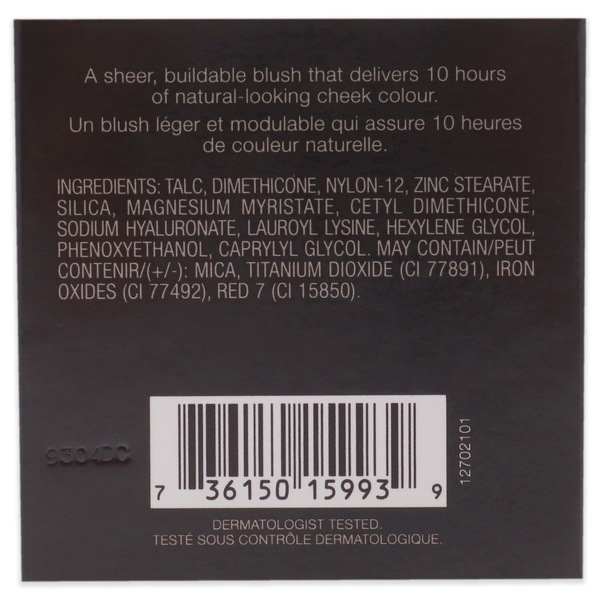 A sheer, buildable blush that delivers 10 hours
of natural-looking cheek colour.
Un blush léger et modulable qui assure 10 heures
de couleur naturelle.
INGREDIENTS: TALC, DIMETHICONE, NYLON-12, ZINC STEARATE,
SILICA, MAGNESIUM MYRISTATE, CETYL DIMETHICONE,
SODIUM HYALURONATE, LAUROYL LYSINE, HEXYLENE GLYCOL,
PHENOXYETHANOL, CAPRYLYL GLYCOL. MAY CONTAIN/PEUT
CONTENIR/(+/-): MICA, TITANIUM DIOXIDE (CI 77891), IRON
OXIDES (CI 77492), RED 7 (CI 15850).
9304DC
7 36150 15993 9
12702101
DERMATOLOGIST TESTED.
TESTÉ SOUS CONTRÔLE DERMATOLOGIQUE.